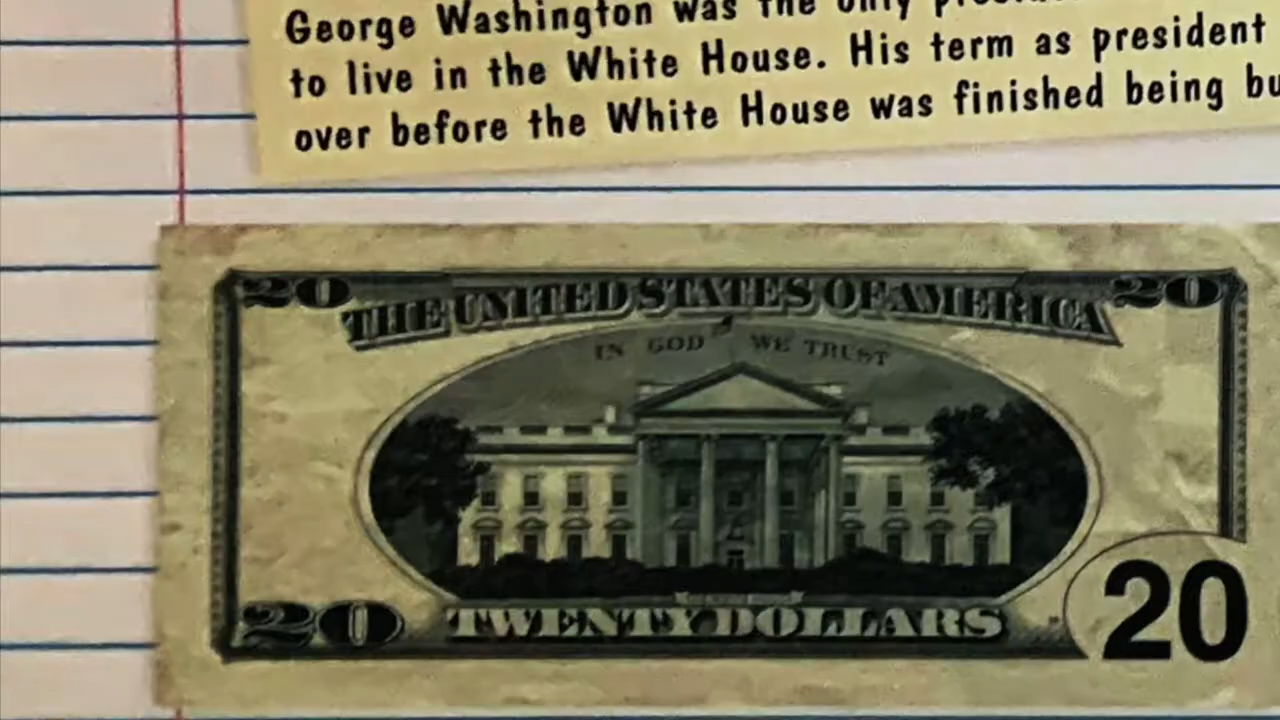 George Washington was the only
to live in the White House. His term as president
over before the White House was finished being
20 THE UNITED STATES OF AMERICA 20
IN GOD WE TRUST
20 TWENTY DOLLARS 20